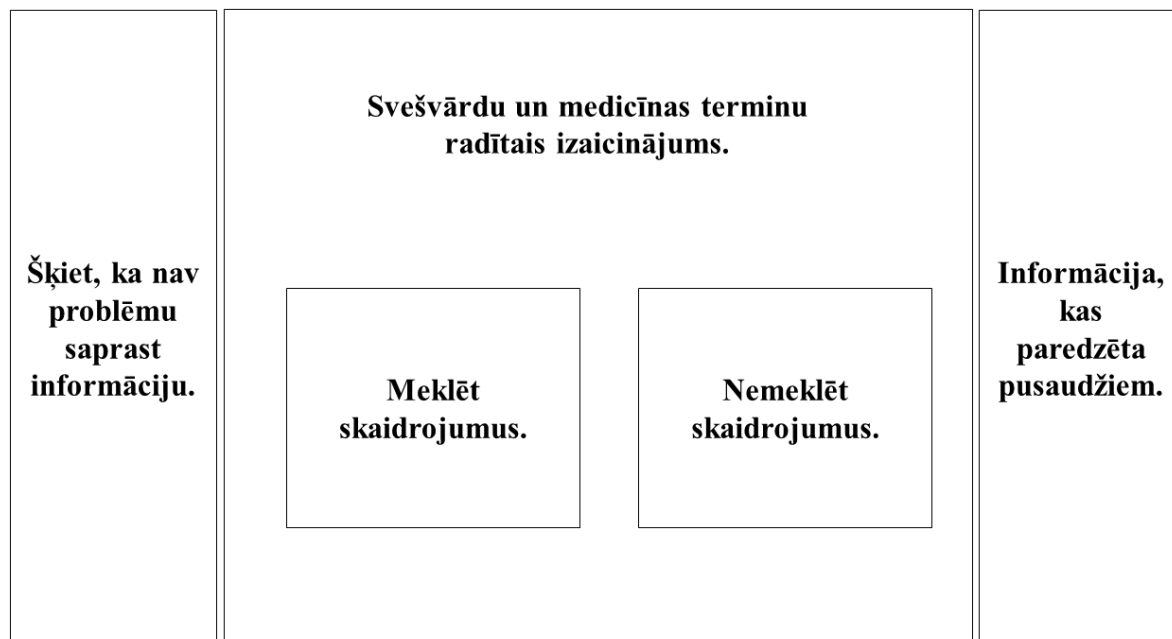 Šķiet, ka nav
problēmu
saprast
informāciju.
Svešvārdu un medicīnas terminu
radītais izaicinājums.
Meklēt
skaidrojumus.
Nemeklēt
skaidrojumus.
Informācija,
kas
paredzēta
pusaudžiem.